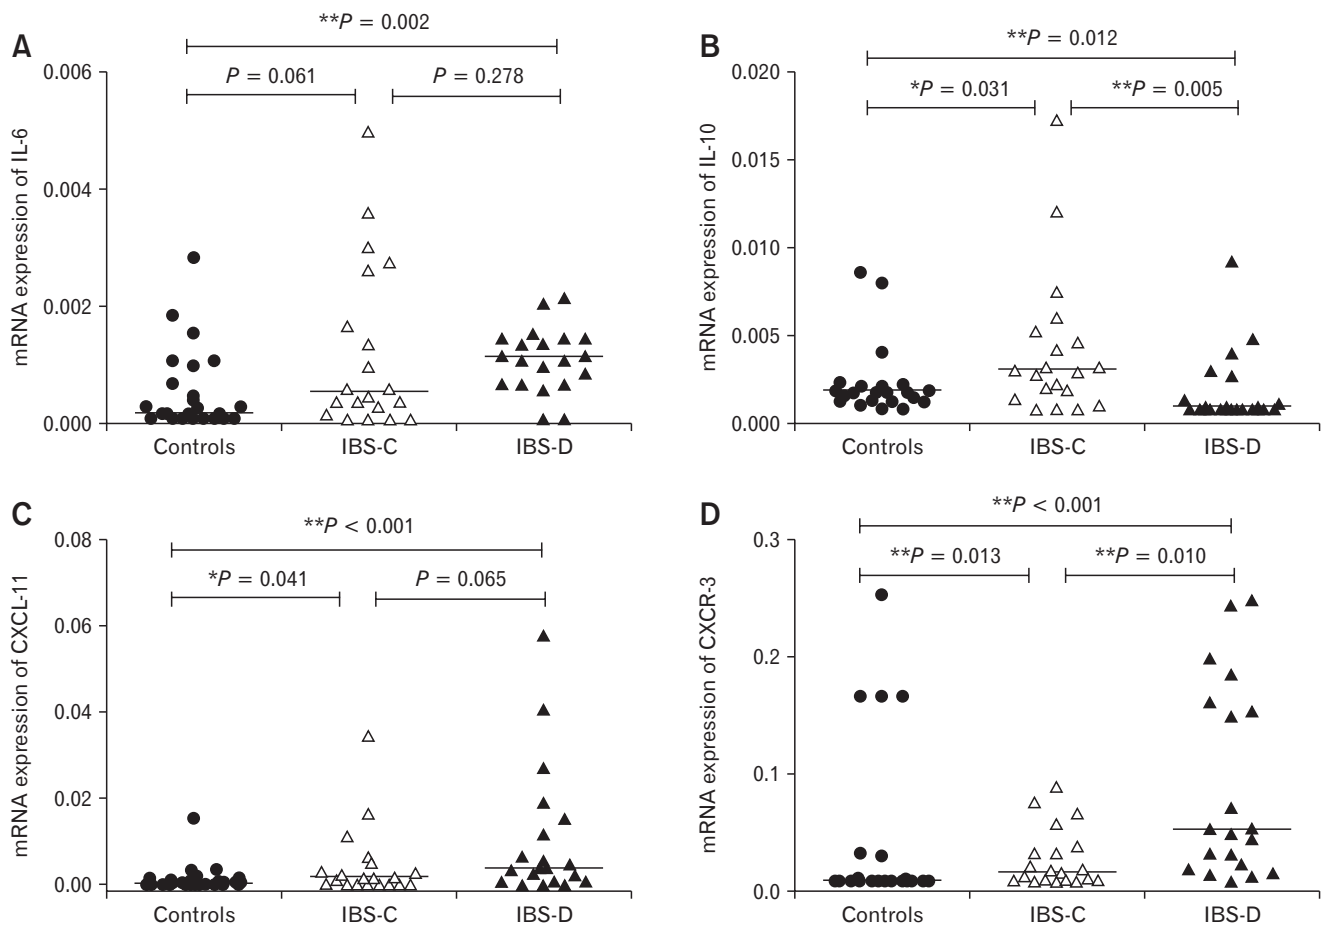 A
**P = 0.002
P = 0.061
P = 0.278
mRNA expression of IL-6
0.006
0.004
0.002
0.000
Controls
IBS-C
IBS-D
B
**P = 0.012
*P = 0.031
**P = 0.005
mRNA expression of IL-10
0.020
0.015
0.010
0.005
0.000
Controls
IBS-C
IBS-D
C
**P < 0.001
*P = 0.041
P = 0.065
mRNA expression of CXCL-11
0.08
0.06
0.04
0.02
0.00
Controls
IBS-C
IBS-D
D
**P < 0.001
**P = 0.013
**P = 0.010
mRNA expression of CXCR-3
0.3
0.2
0.1
0.0
Controls
IBS-C
IBS-D